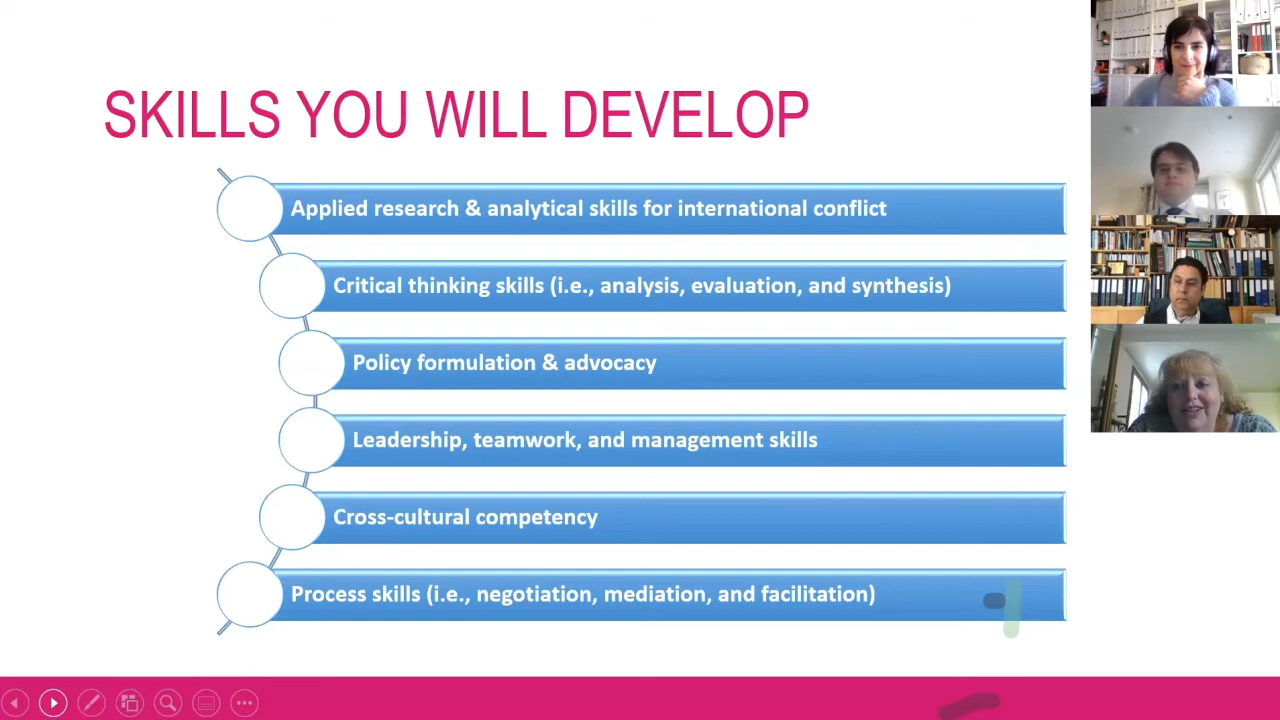 SKILLS YOU WILL DEVELOP
Applied research & analytical skills for international conflict
Critical thinking skills (i.e., analysis, evaluation, and synthesis)
Policy formulation & advocacy
Leadership, teamwork, and management skills
Cross-cultural competency
Process skills (i.e., negotiation, mediation, and facilitation)